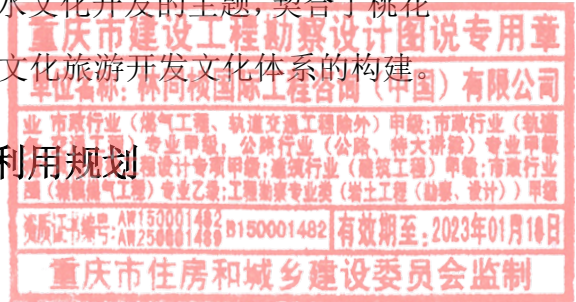 水文化开发的主题,契合了桃花
重庆市建设工程勘察设计图说专用章
文化旅游开发文化体系的构建。
单位名称:林同棪国际工程咨询(中国)有限公司
业 市政行业(燃气工程、轨道交通工程除外)甲级;市政行业(轨道
专业甲级;公路行业(公路、特大桥梁)专业甲级
利用规划
程设计专项甲级;建筑行业(建筑工程)甲级;市政行业
(城镇燃气工程)专业乙级;工程勘察专业类(岩土工程(勘察、设计))甲级
资质证书编号:AW150001482 B150001482 有效期至:2023年01月18日
重庆市住房和城乡建设委员会监制